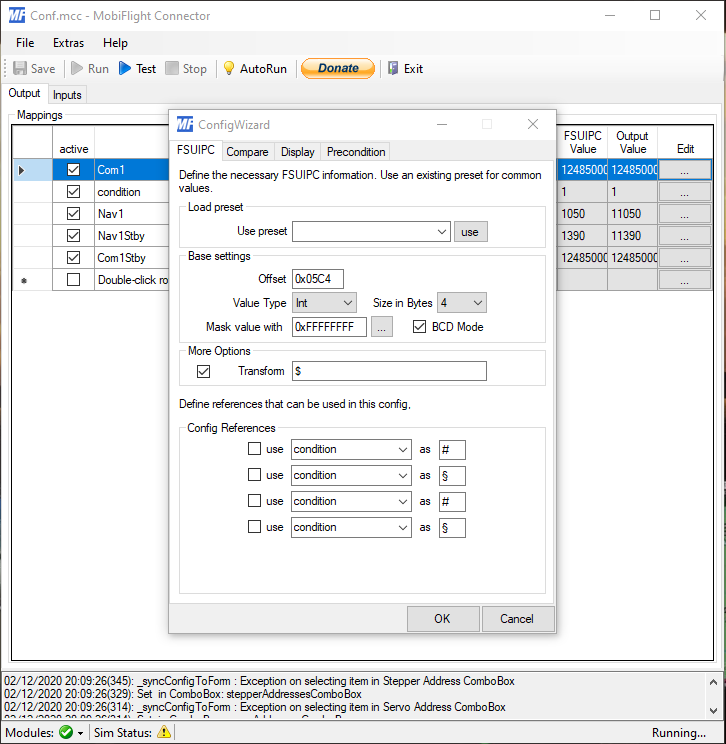 Conf.mcc - MobiFlight Connector
File Extras Help
Save Run Test Stop AutoRun Donate Exit
Output Inputs
Mappings
active FSUIPC Value Output Value Edit
Com1 12485000 12485000 ...
condition 1 1 ...
Nav1 1050 11050 ...
Nav1Stby 1390 11390 ...
Com1Stby 12485000 12485000 ...
Double-click ro ...
ConfigWizard
FSUIPC Compare Display Precondition
Define the necessary FSUIPC information. Use an existing preset for common
values.
Load preset
Use preset use
Base settings
Offset 0x05C4
Value Type Int Size in Bytes 4
Mask value with 0xFFFFFFFF ... BCD Mode
More Options
Transform $
Define references that can be used in this config,
Config References
use condition as #
use condition as §
use condition as #
use condition as §
OK Cancel
02/12/2020 20:09:26(345): _syncConfigToForm : Exception on selecting item in Stepper Address ComboBox
02/12/2020 20:09:26(329): Set in ComboBox: stepperAddressesComboBox
02/12/2020 20:09:26(314): _syncConfigToForm : Exception on selecting item in Servo Address ComboBox
Modules: Sim Status: Running...